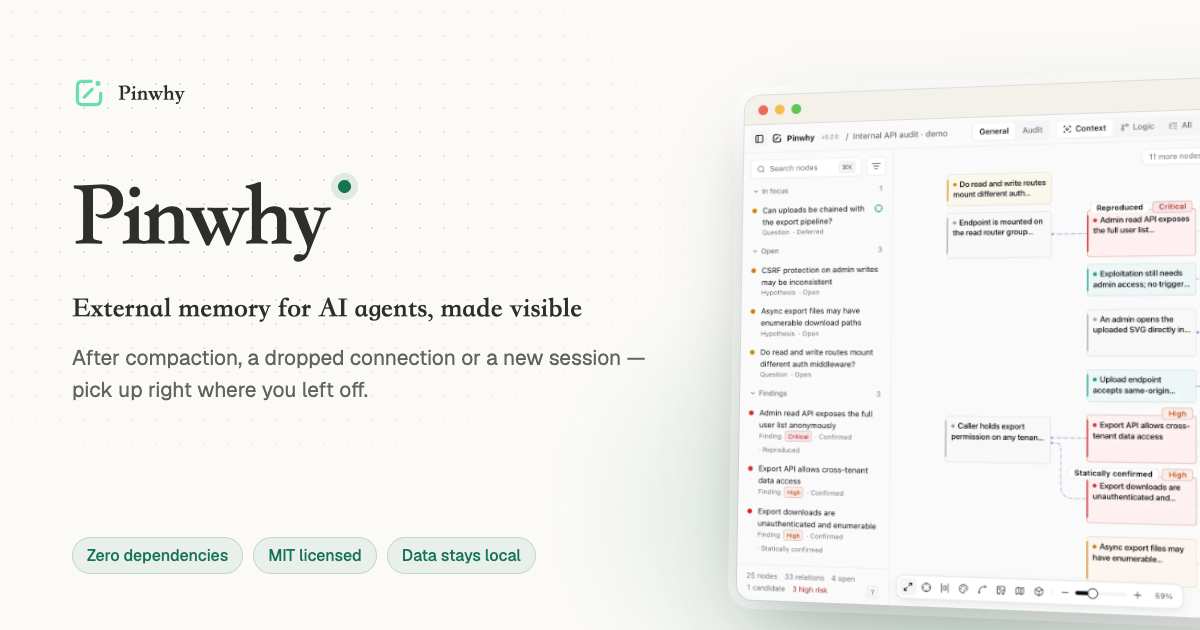 Pinwhy
Pinwhy
External memory for AI agents, made visible
After compaction, a dropped connection or a new session —
pick up right where you left off.
Zero dependencies
MIT licensed
Data stays local
Pinwhy v0.2.0 / Internal API audit · demo
General
Audit
Context
Logic
All
Search nodes
⌘K
11 more nodes
In focus 1
Can uploads be chained with
the export pipeline?
Question · Deferred
Open 3
CSRF protection on admin writes
may be inconsistent
Hypothesis · Open
Async export files may have
enumerable download paths
Hypothesis · Open
Do read and write routes mount
different auth middleware?
Question · Open
Findings 3
Admin read API exposes the full
user list anonymously
Finding Critical · Confirmed
· Reproduced
Export API allows cross-tenant
data access
Finding High · Confirmed
Export downloads are
unauthenticated and enumerable
Finding High · Confirmed
· Statically confirmed
25 nodes 33 relations 4 open
1 candidate 3 high risk
?
Do read and write routes
mount different auth...
Endpoint is mounted on
the read router group...
Caller holds export
permission on any tenan...
Reproduced Critical
Admin read API exposes
the full user list...
Exploitation still needs
admin access; no trigger...
An admin opens the
uploaded SVG directly in...
Upload endpoint
accepts same-origin...
High
Export API allows cross-
tenant data access
Statically confirmed High
Export downloads are
unauthenticated and...
Async export files may
have enumerable...
59%